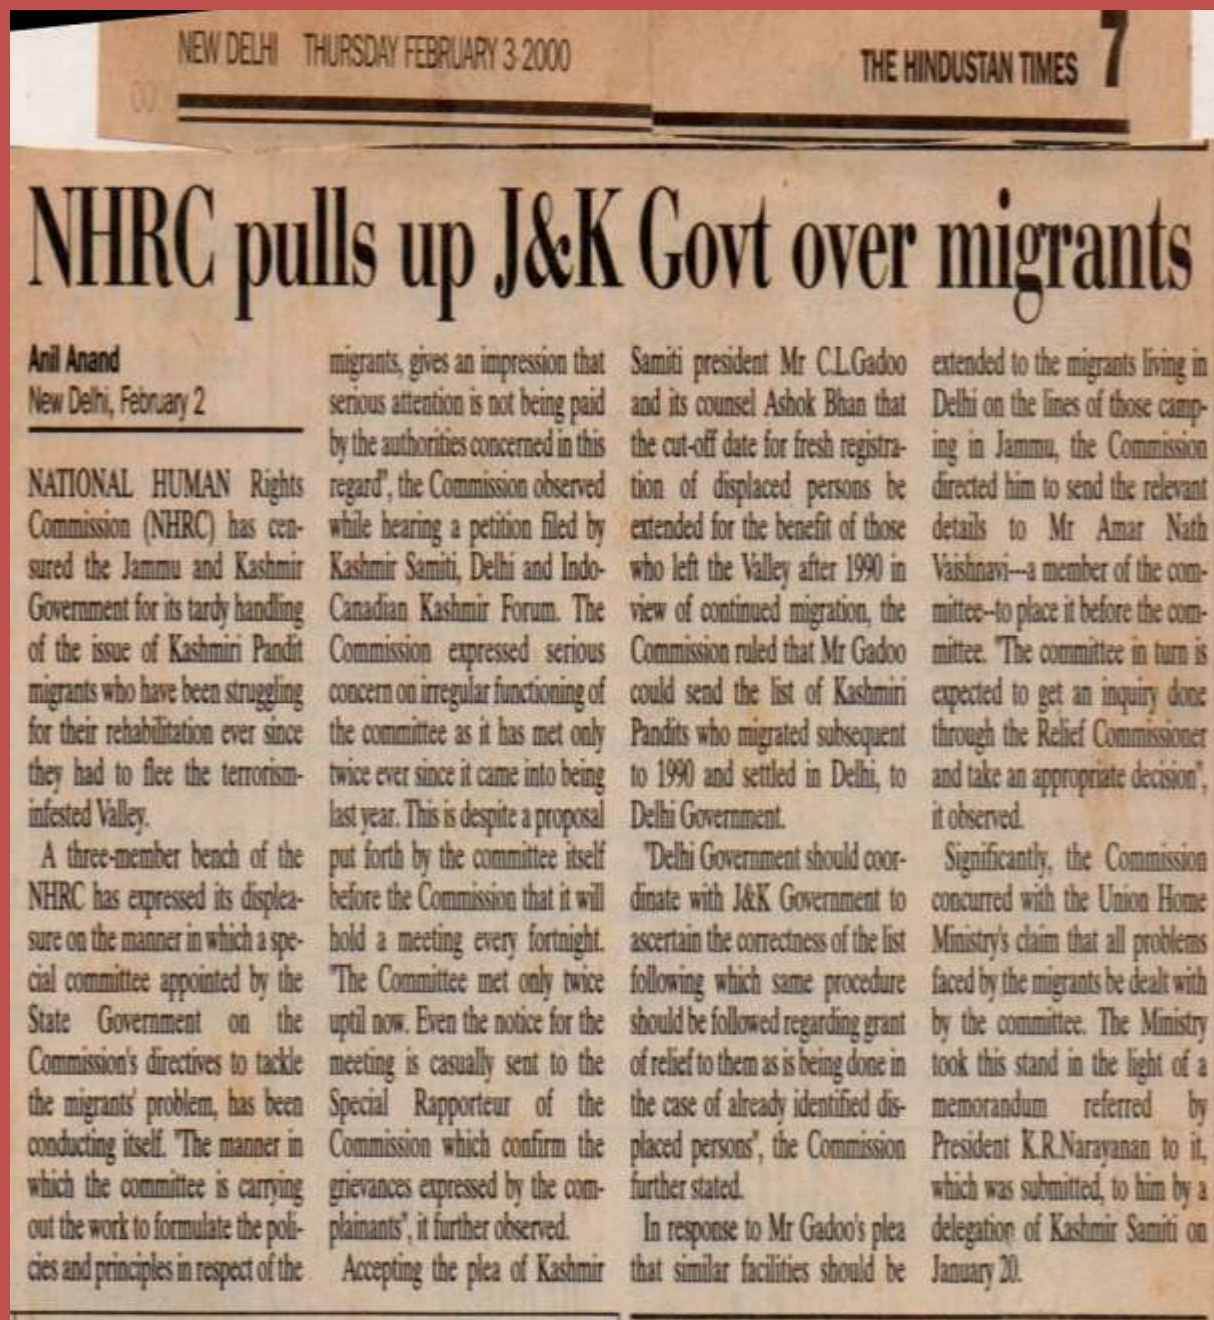 NEW DELHI THURSDAY FEBRUARY 3 2000
THE HINDUSTAN TIMES 7
NHRC pulls up J&K Govt over migrants
Anil Anand
New Delhi, February 2
NATIONAL HUMAN Rights
Commission (NHRC) has cen-
sured the Jammu and Kashmir
Government for its tardy handling
of the issue of Kashmiri Pandit
migrants who have been struggling
for their rehabilitation ever since
they had to flee the terrorism-
infested Valley.
A three-member bench of the
NHRC has expressed its displea-
sure on the manner in which a spe-
cial committee appointed by the
State Government on the
Commission's directives to tackle
the migrants' problem, has been
conducting itself. "The manner in
which the committee is carrying
out the work to formulate the poli-
cies and principles in respect of the
migrants, gives an impression that
serious attention is not being paid
by the authorities concerned in this
regard", the Commission observed
while hearing a petition filed by
Kashmir Samiti, Delhi and Indo-
Canadian Kashmir Forum. The
Commission expressed serious
concern on irregular functioning of
the committee as it has met only
twice ever since it came into being
last year. This is despite a proposal
put forth by the committee itself
before the Commission that it will
hold a meeting every fortnight.
"The Committee met only twice
uptil now. Even the notice for the
meeting is casually sent to the
Special Rapporteur of the
Commission which confirm the
grievances expressed by the com-
plainants", it further observed.
Accepting the plea of Kashmir
Samiti president Mr C.L.Gadoo
and its counsel Ashok Bhan that
the cut-off date for fresh registra-
tion of displaced persons be
extended for the benefit of those
who left the Valley after 1990 in
view of continued migration, the
Commission ruled that Mr Gadoo
could send the list of Kashmiri
Pandits who migrated subsequent
to 1990 and settled in Delhi, to
Delhi Government.
"Delhi Government should coor-
dinate with J&K Government to
ascertain the correctness of the list
following which same procedure
should be followed regarding grant
of relief to them as is being done in
the case of already identified dis-
placed persons", the Commission
further stated.
In response to Mr Gadoo's plea
that similar facilities should be
extended to the migrants living in
Delhi on the lines of those camp-
ing in Jammu, the Commission
directed him to send the relevant
details to Mr Amar Nath
Vaishnavi--a member of the com-
mittee--to place it before the com-
mittee. "The committee in turn is
expected to get an inquiry done
through the Relief Commissioner
and take an appropriate decision",
it observed.
Significantly, the Commission
concurred with the Union Home
Ministry's claim that all problems
faced by the migrants be dealt with
by the committee. The Ministry
took this stand in the light of a
memorandum referred by
President K.R.Narayanan to it,
which was submitted, to him by a
delegation of Kashmir Samiti on
January 20.